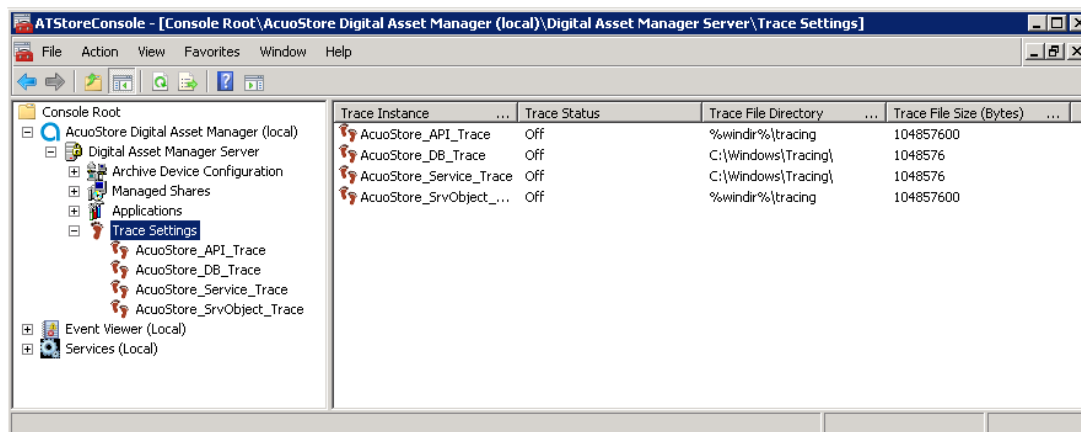 ATStoreConsole - [Console Root\AcuoStore Digital Asset Manager (local)\Digital Asset Manager Server\Trace Settings]
File Action View Favorites Window Help
Console Root
AcuoStore Digital Asset Manager (local)
Digital Asset Manager Server
Archive Device Configuration
Managed Shares
Applications
Trace Settings
AcuoStore_API_Trace
AcuoStore_DB_Trace
AcuoStore_Service_Trace
AcuoStore_SrvObject_Trace
Event Viewer (Local)
Services (Local)
Trace Instance ... Trace Status Trace File Directory ... Trace File Size (Bytes) ...
AcuoStore_API_Trace Off %windir%\tracing 104857600
AcuoStore_DB_Trace Off C:\Windows\Tracing\ 1048576
AcuoStore_Service_Trace Off C:\Windows\Tracing\ 1048576
AcuoStore_SrvObject_... Off %windir%\tracing 104857600